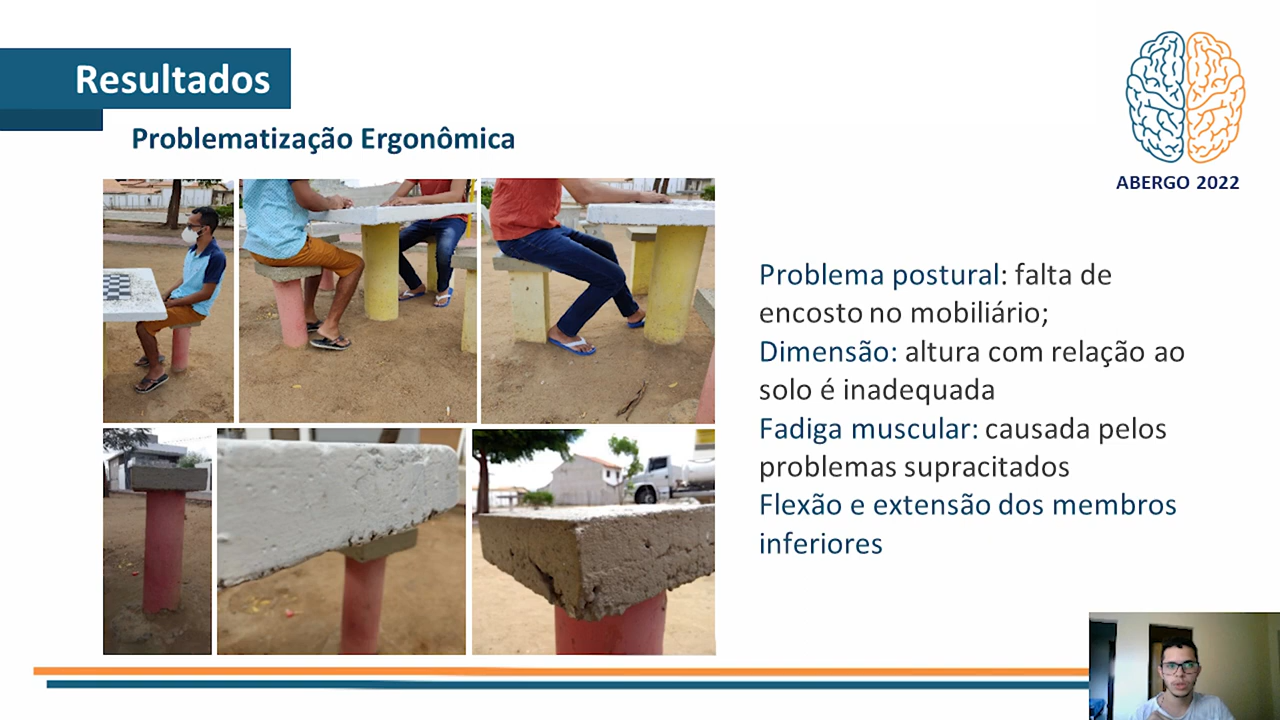 Resultados
Problematização Ergonômica
ABERGO 2022
Problema postural: falta de
encosto no mobiliário;
Dimensão: altura com relação ao
solo é inadequada
Fadiga muscular: causada pelos
problemas supracitados
Flexão e extensão dos membros
inferiores